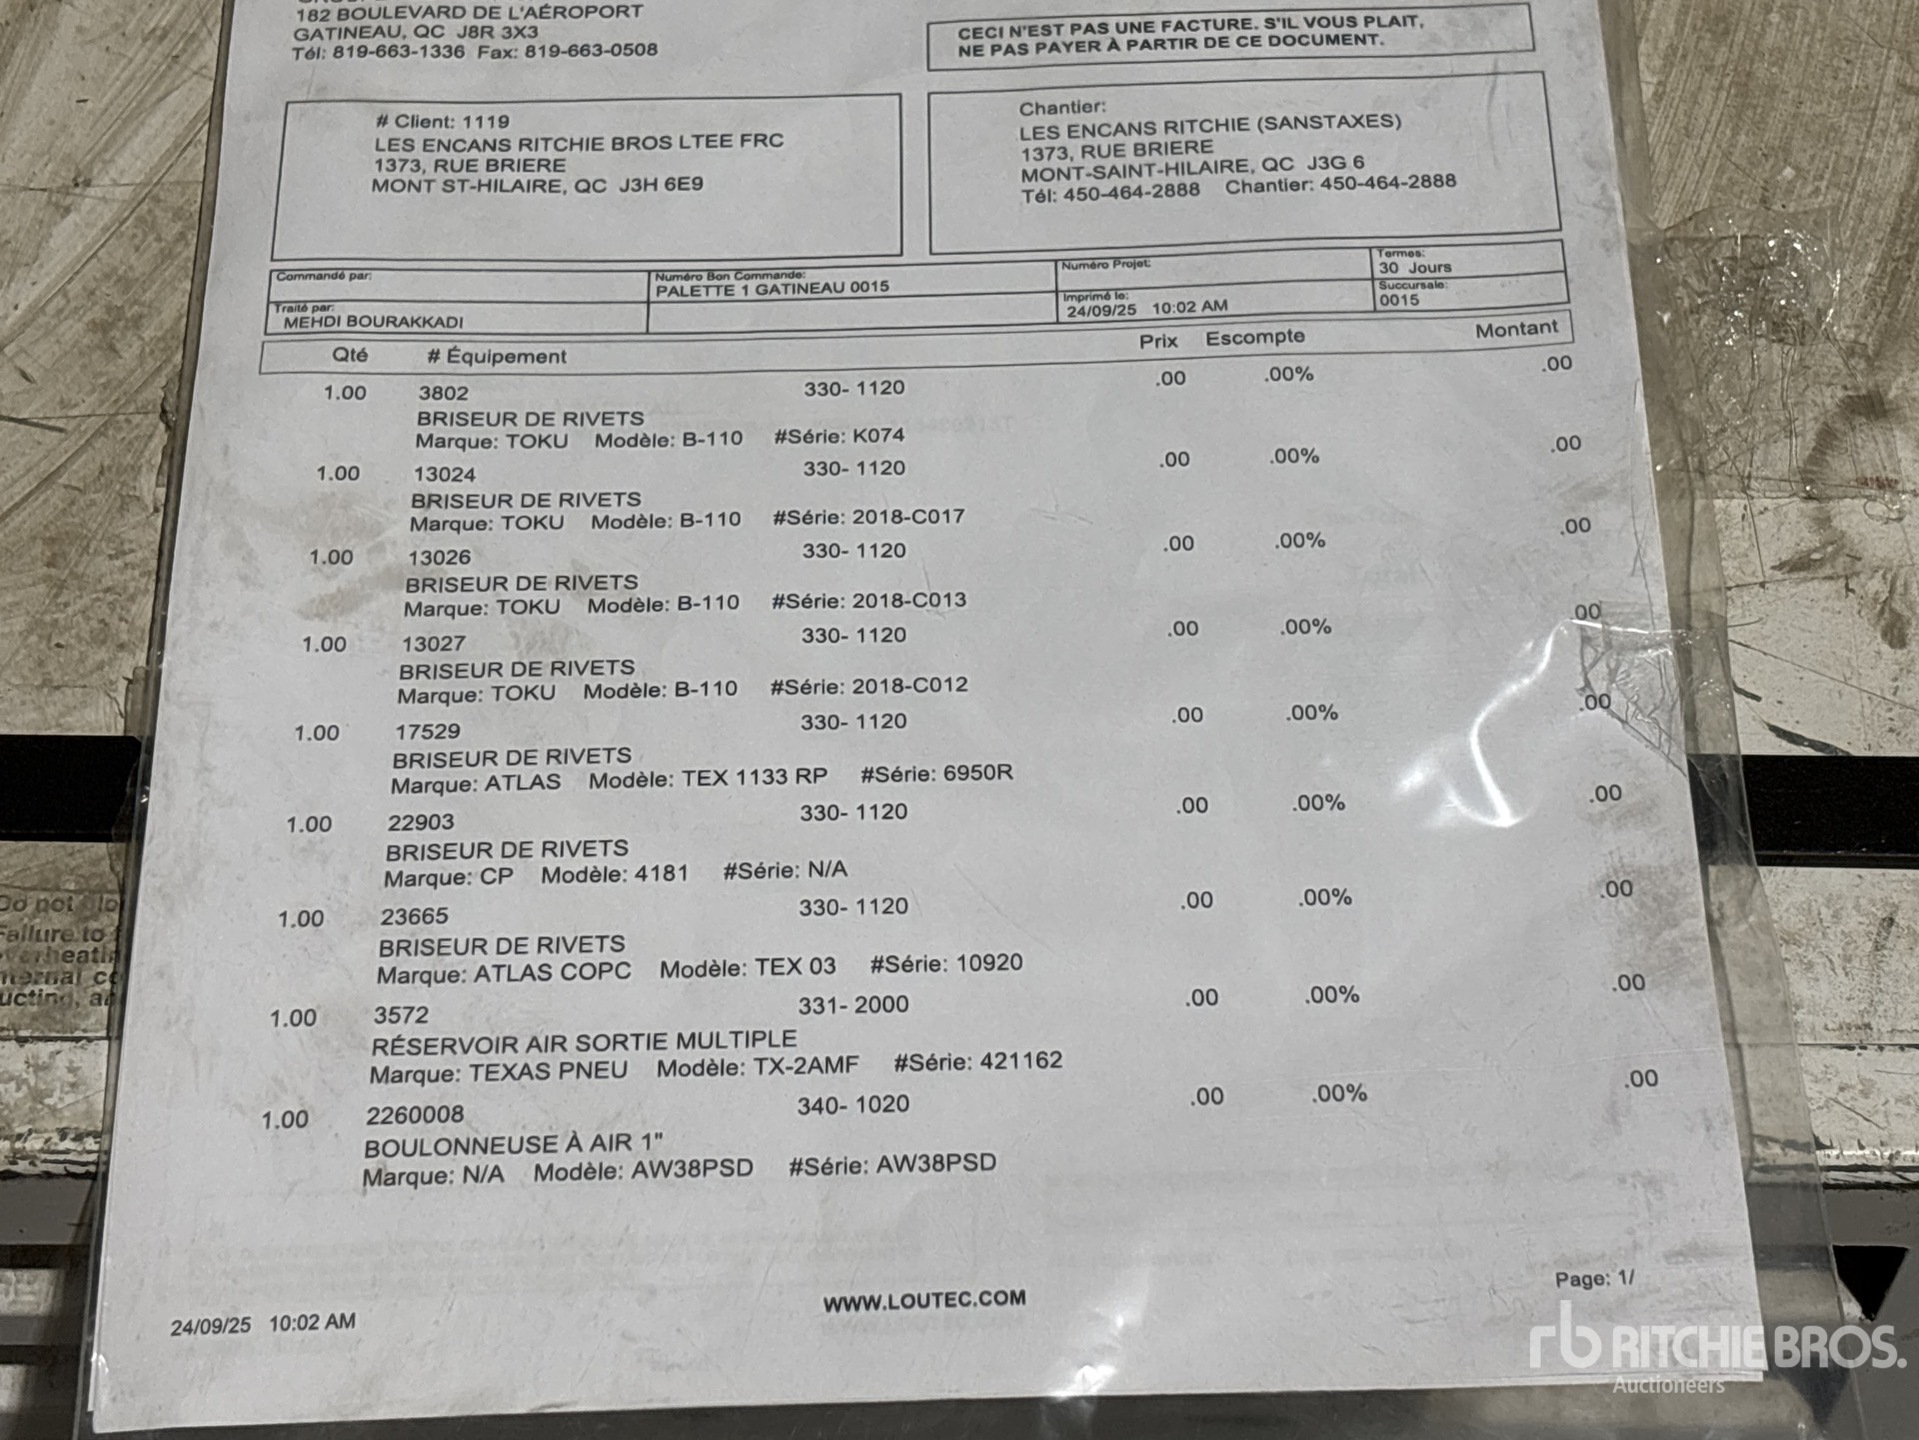 182 BOULEVARD DE L'AÉROPORT
GATINEAU, QC J8R 3X3
Tél: 819-663-1336 Fax: 819-663-0508
CECI N'EST PAS UNE FACTURE. S'IL VOUS PLAIT,
NE PAS PAYER À PARTIR DE CE DOCUMENT.
# Client: 1119
LES ENCANS RITCHIE BROS LTEE FRC
1373, RUE BRIERE
MONT ST-HILAIRE, QC J3H 6E9
Chantier:
LES ENCANS RITCHIE (SANSTAXES)
1373, RUE BRIERE
MONT-SAINT-HILAIRE, QC J3G 6
Tél: 450-464-2888 Chantier: 450-464-2888
Commandé par:
Numéro Bon Commande:
PALETTE 1 GATINEAU 0015
Numéro Projet:
Termes:
30 Jours
Traité par:
MEHDI BOURAKKADI
Imprimé le:
24/09/25 10:02 AM
Succursale:
0015
Qté # Équipement Prix Escompte Montant
1.00 3802 330- 1120 .00 .00% .00
BRISEUR DE RIVETS
Marque: TOKU Modèle: B-110 #Série: K074
1.00 13024 330- 1120 .00 .00% .00
BRISEUR DE RIVETS
Marque: TOKU Modèle: B-110 #Série: 2018-C017
1.00 13026 330- 1120 .00 .00% .00
BRISEUR DE RIVETS
Marque: TOKU Modèle: B-110 #Série: 2018-C013
1.00 13027 330- 1120 .00 .00% .00
BRISEUR DE RIVETS
Marque: TOKU Modèle: B-110 #Série: 2018-C012
1.00 17529 330- 1120 .00 .00% .00
BRISEUR DE RIVETS
Marque: ATLAS Modèle: TEX 1133 RP #Série: 6950R
1.00 22903 330- 1120 .00 .00% .00
BRISEUR DE RIVETS
Marque: CP Modèle: 4181 #Série: N/A
1.00 23665 330- 1120 .00 .00% .00
BRISEUR DE RIVETS
Marque: ATLAS COPC Modèle: TEX 03 #Série: 10920
1.00 3572 331- 2000 .00 .00% .00
RÉSERVOIR AIR SORTIE MULTIPLE
Marque: TEXAS PNEU Modèle: TX-2AMF #Série: 421162
1.00 2260008 340- 1020 .00 .00% .00
BOULONNEUSE À AIR 1"
Marque: N/A Modèle: AW38PSD #Série: AW38PSD
24/09/25 10:02 AM
WWW.LOUTEC.COM
Page: 1/
Do not
Failure to
rb RITCHIE BROS.
Auctioneers